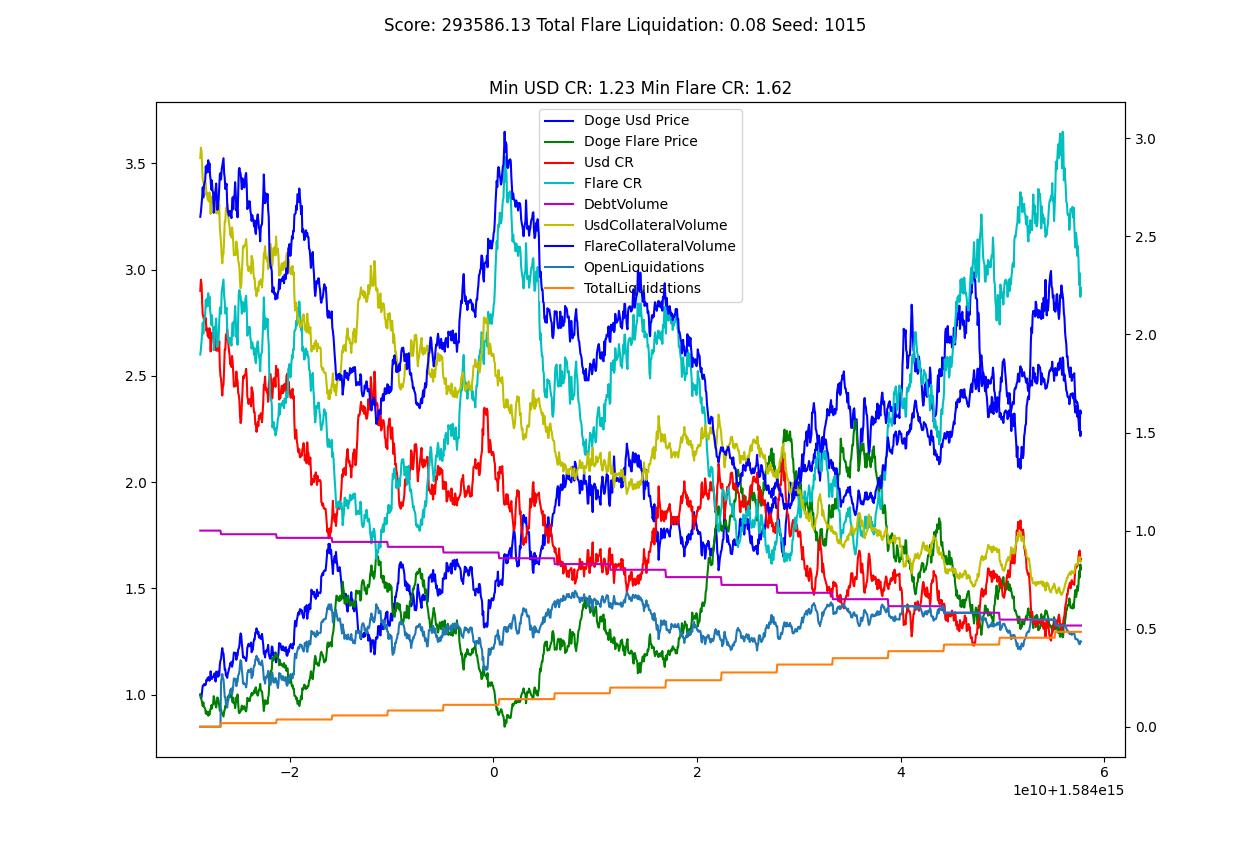 Score: 293586.13 Total Flare Liquidation: 0.08 Seed: 1015
Min USD CR: 1.23 Min Flare CR: 1.62
Doge Usd Price
Doge Flare Price
Usd CR
Flare CR
DebtVolume
UsdCollateralVolume
FlareCollateralVolume
OpenLiquidations
TotalLiquidations
3.5
3.0
2.5
2.0
1.5
1.0
3.0
2.5
2.0
1.5
1.0
0.5
0.0
−2 0 2 4 6
1e10+1.584e15